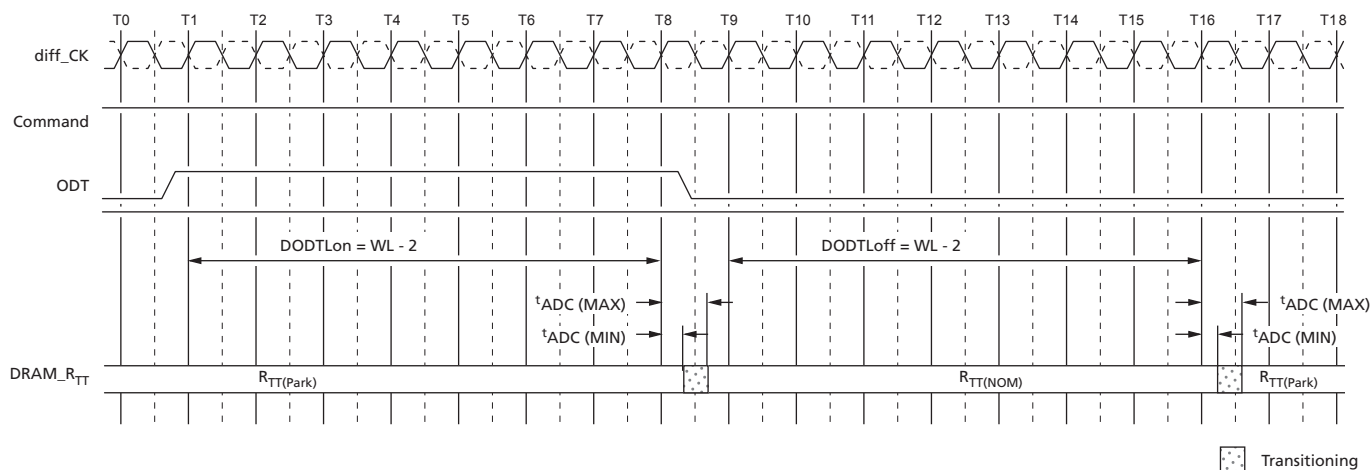 T0 T1 T2 T3 T4 T5 T6 T7 T8 T9 T10 T11 T12 T13 T14 T15 T16 T17 T18
diff_CK
Command
ODT
DODTLon = WL - 2
DODTLoff = WL - 2
tADC (MAX)
tADC (MAX)
tADC (MIN)
tADC (MIN)
DRAM_RTT
RTT(Park)
RTT(NOM)
RTT(Park)
Transitioning